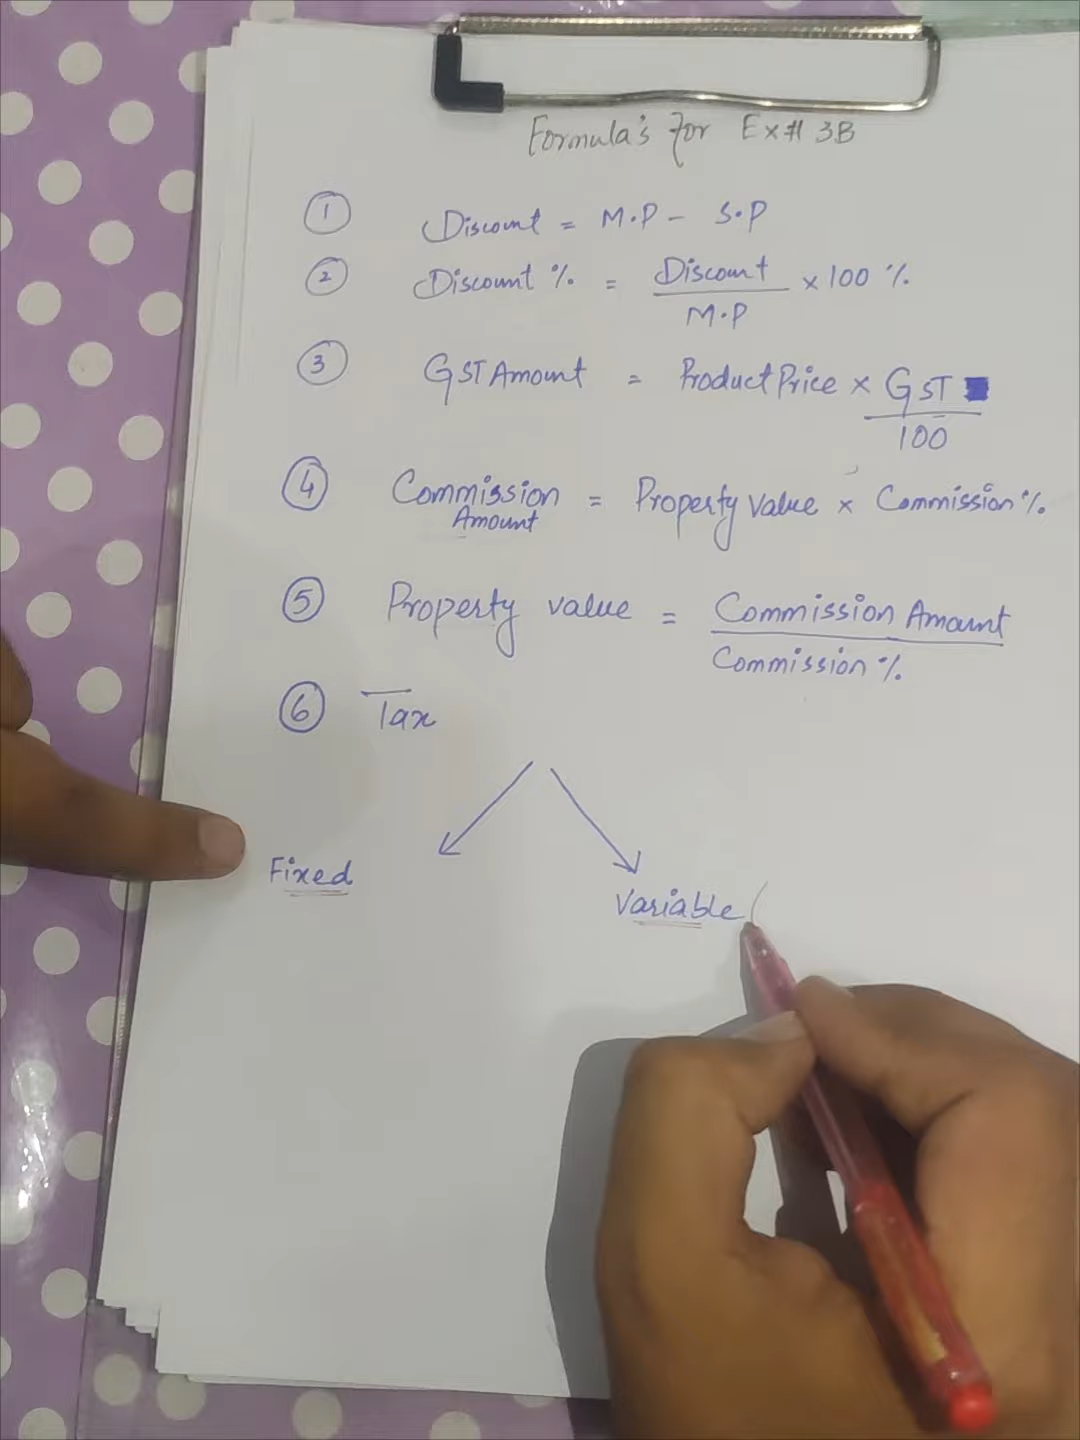 Formula's for Ex# 3B
① Discount = M.P - S.P
② Discount % = Discount / M.P × 100 %
③ GST Amount = Product Price × GST / 100
④ Commission Amount = Property value × Commission %
⑤ Property value = Commission Amount / Commission %
⑥ Tax
Fixed
Variable (